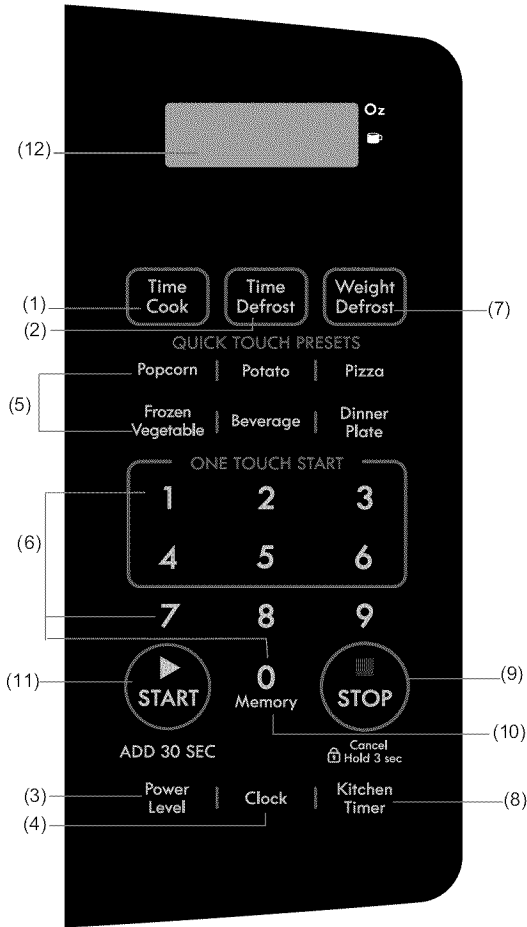 Oz
(12)
Time Time Weight
Cook Defrost Defrost
(1)
(2)
(7)
QUICK TOUCH PRESETS
Popcorn Potato Pizza
(5)
Frozen Vegetable Beverage Dinner Plate
ONE TOUCH START
1 2 3
(6)
4 5 6
7 8 9
(11)
START
0
Memory
STOP
(9)
(10)
ADD 30 SEC
Cancel
Hold 3 sec
(3)
Power
Level
Clock
Kitchen
Timer
(8)
(4)